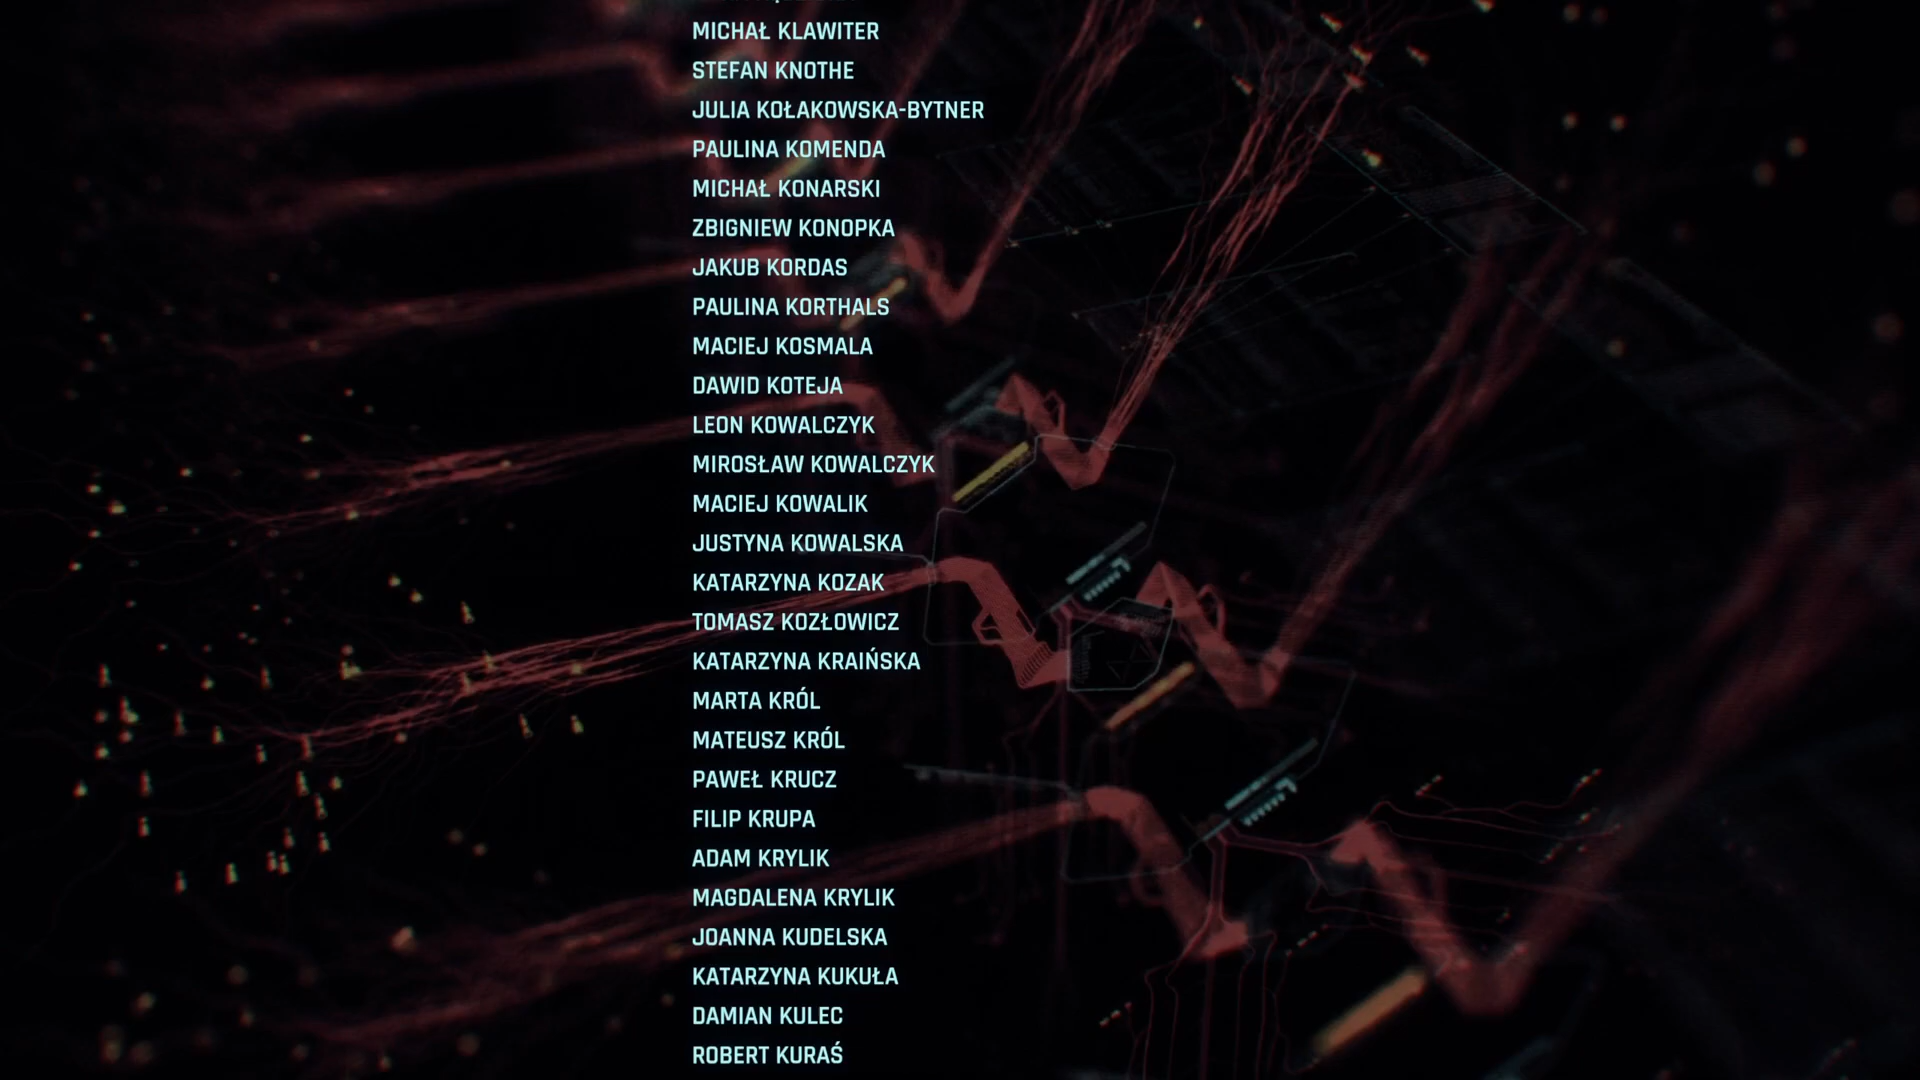 MICHAŁ KLAWITER
STEFAN KNOTHE
JULIA KOŁAKOWSKA-BYTNER
PAULINA KOMENDA
MICHAŁ KONARSKI
ZBIGNIEW KONOPKA
JAKUB KORDAS
PAULINA KORTHALS
MACIEJ KOSMALA
DAWID KOTEJA
LEON KOWALCZYK
MIROSŁAW KOWALCZYK
MACIEJ KOWALIK
JUSTYNA KOWALSKA
KATARZYNA KOZAK
TOMASZ KOZŁOWICZ
KATARZYNA KRAIŃSKA
MARTA KRÓL
MATEUSZ KRÓL
PAWEŁ KRUCZ
FILIP KRUPA
ADAM KRYLIK
MAGDALENA KRYLIK
JOANNA KUDELSKA
KATARZYNA KUKUŁA
DAMIAN KULEC
ROBERT KURAŚ